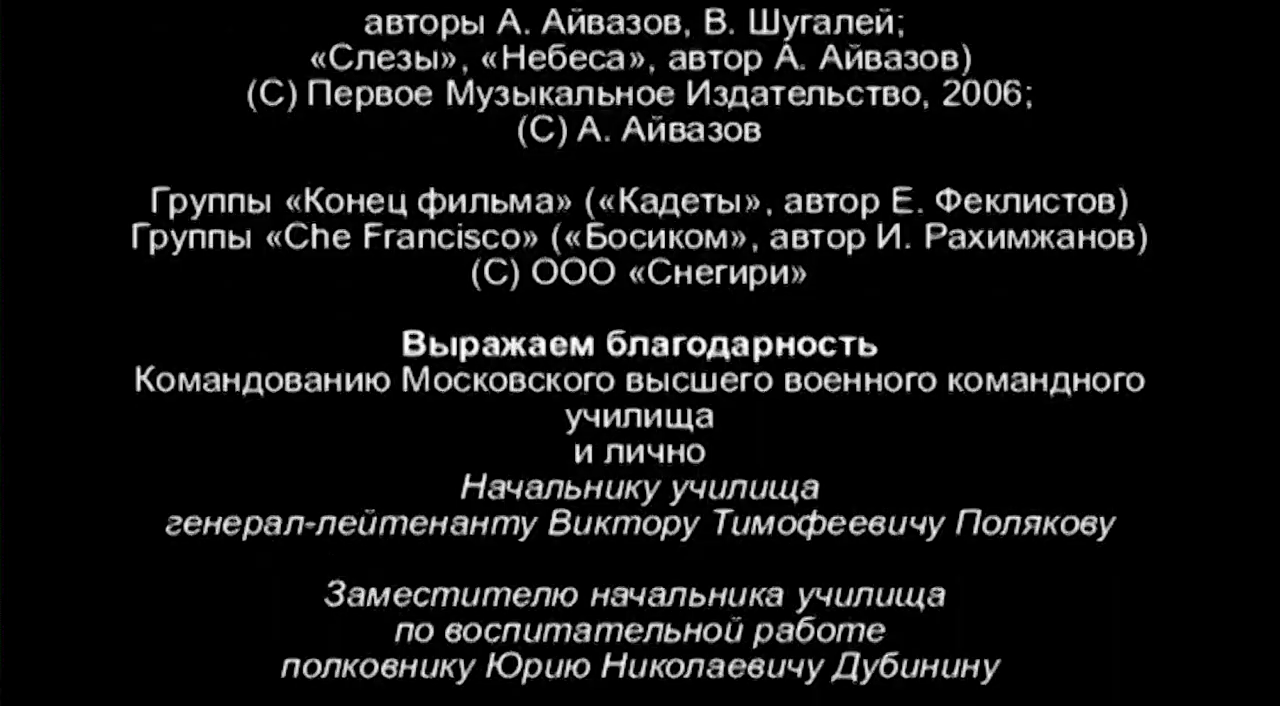 авторы А. Айвазов, В. Шугалей;
«Слезы», «Небеса», автор А. Айвазов)
(С) Первое Музыкальное Издательство, 2006;
(С) А. Айвазов
Группы «Конец фильма» («Кадеты», автор Е. Феклистов)
Группы «Che Francisco» («Босиком», автор И. Рахимжанов)
(С) ООО «Снегири»
Выражаем благодарность
Командованию Московского высшего военного командного
училища
и лично
Начальнику училища
генерал-лейтенанту Виктору Тимофеевичу Полякову
Заместителю начальника училища
по воспитательной работе
полковнику Юрию Николаевичу Дубинину